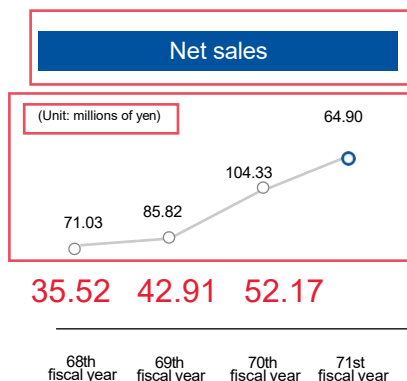 Net sales
(Unit: millions of yen)
64.90
104.33
85.82
71.03
35.52 42.91 52.17
68th 69th 70th 71st
fiscal year fiscal year fiscal year fiscal year